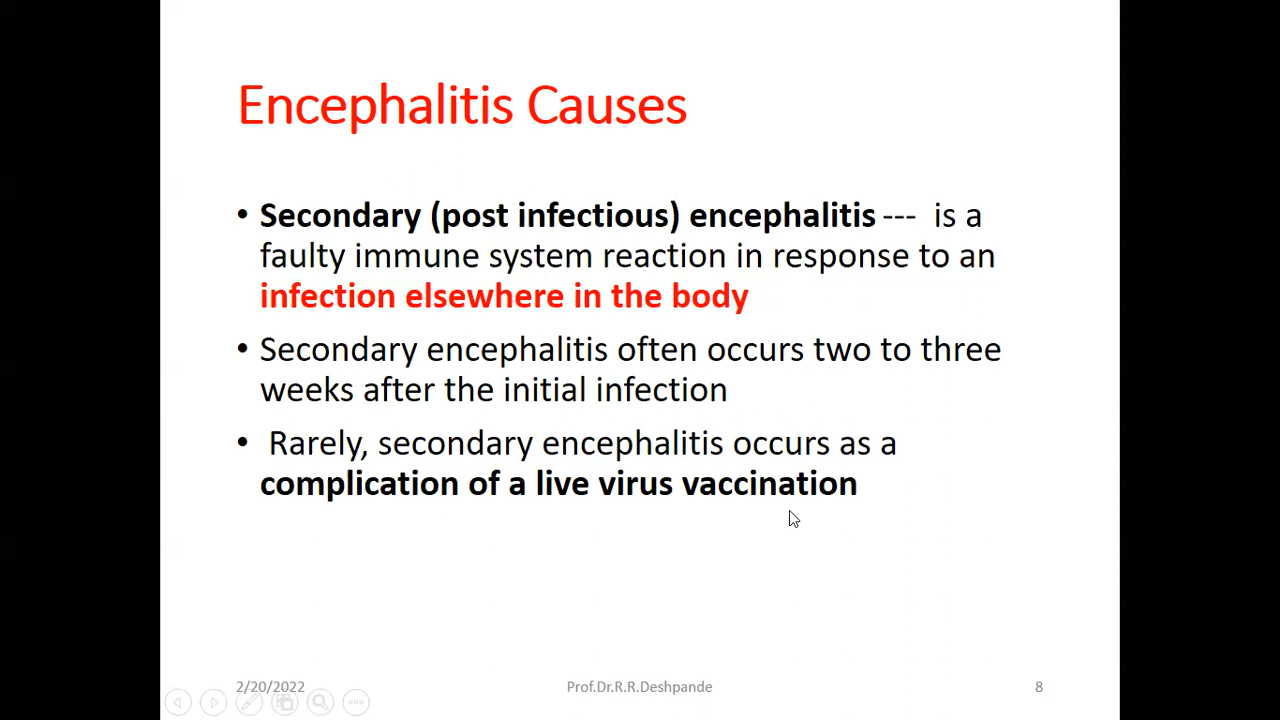 Encephalitis Causes
• Secondary (post infectious) encephalitis --- is a
faulty immune system reaction in response to an
infection elsewhere in the body
• Secondary encephalitis often occurs two to three
weeks after the initial infection
• Rarely, secondary encephalitis occurs as a
complication of a live virus vaccination
2/20/2022 Prof.Dr.R.R.Deshpande 8